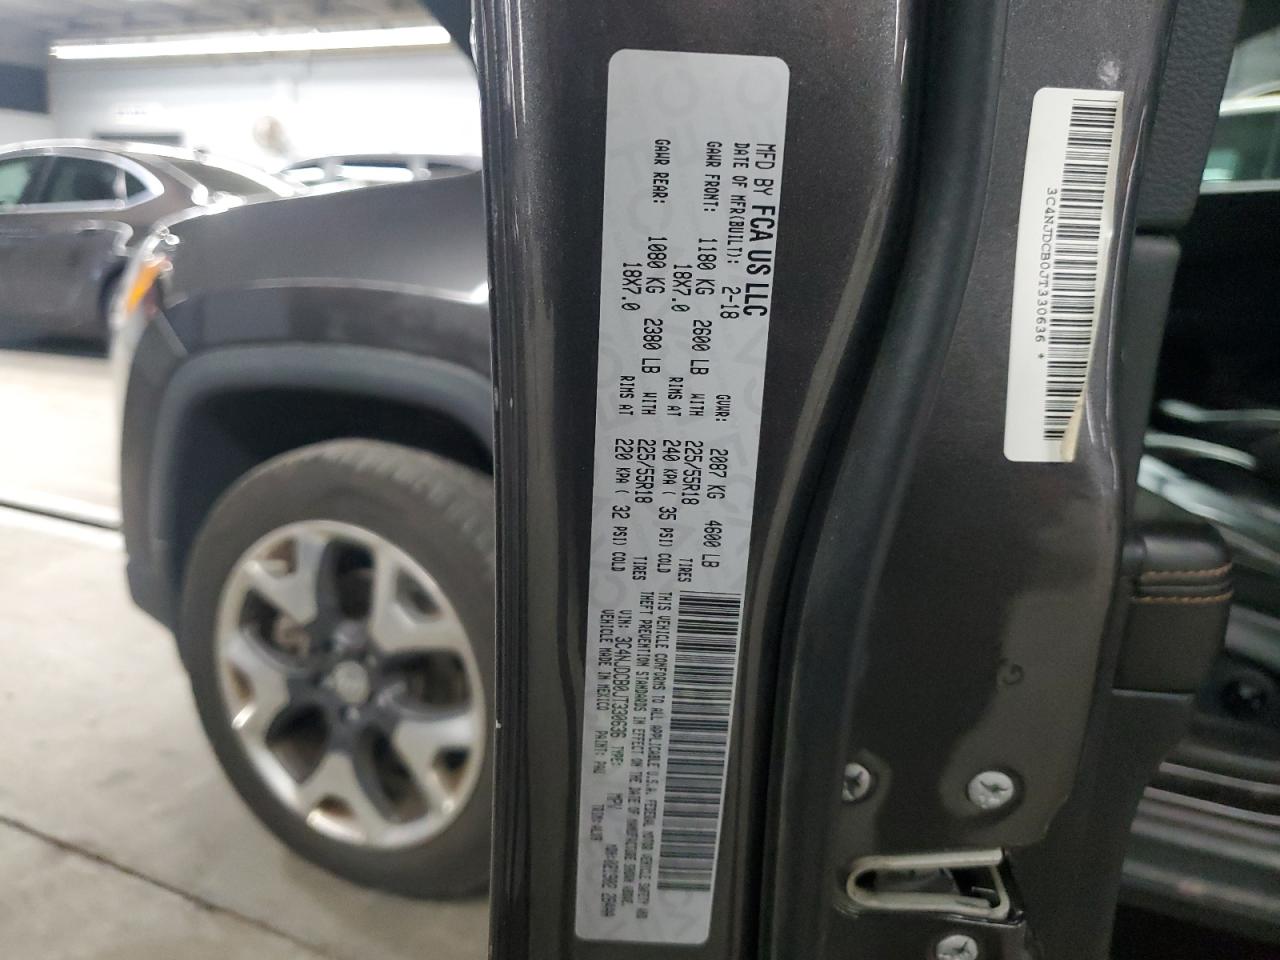 MFD BY FCA US LLC
DATE OF MFR(BUILT): 2-18 GVWR: 2087 KG 4600 LB
GAWR FRONT: 1180 KG 2600 LB WITH 225/55R18 TIRES
18X7.0 RIMS AT 240 KPA ( 35 PSI) COLD
GAWR REAR: 1080 KG 2380 LB WITH 225/55R18 TIRES
18X7.0 RIMS AT 220 KPA ( 32 PSI) COLD
THIS VEHICLE CONFORMS TO ALL APPLICABLE U.S.A. FEDERAL MOTOR VEHICLE SAFETY AND
THEFT PREVENTION STANDARDS IN EFFECT ON THE DATE OF MANUFACTURE SHOWN ABOVE.
VIN: 3C4NJDCB0JT330636 TYPE: MPV
VEHICLE MADE IN MEXICO PAINT: PAU
3C4NJDCB0JT330636 *